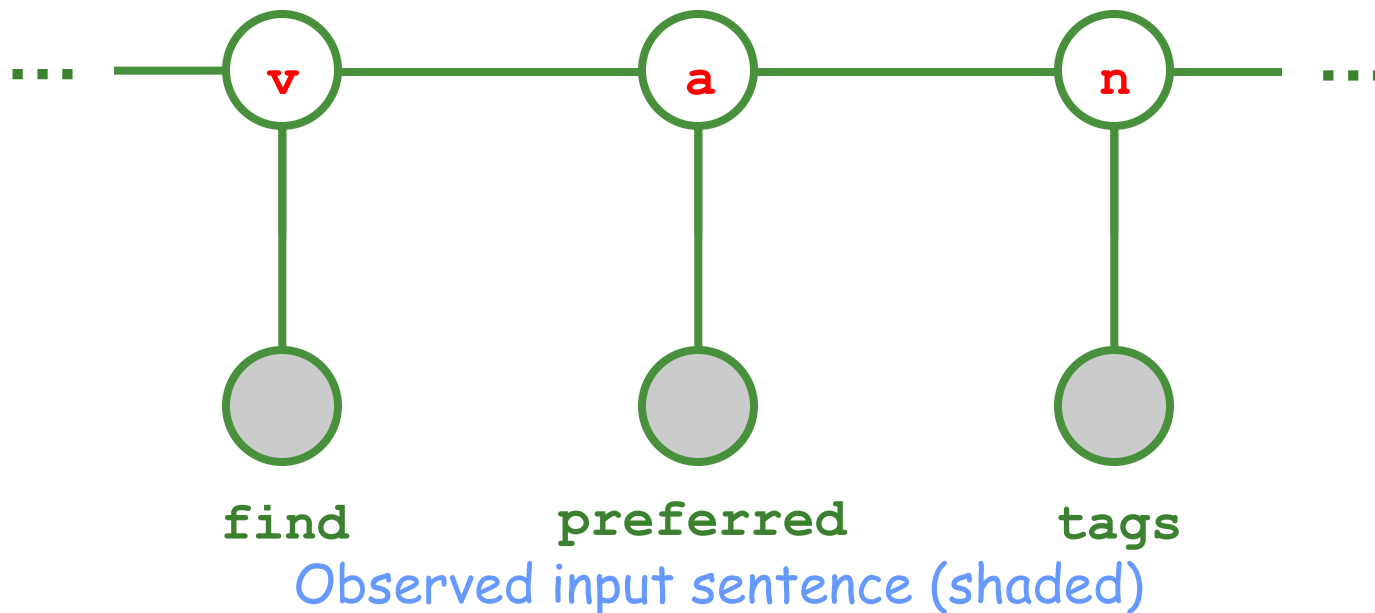 ... v a n ...
find preferred tags
Observed input sentence (shaded)